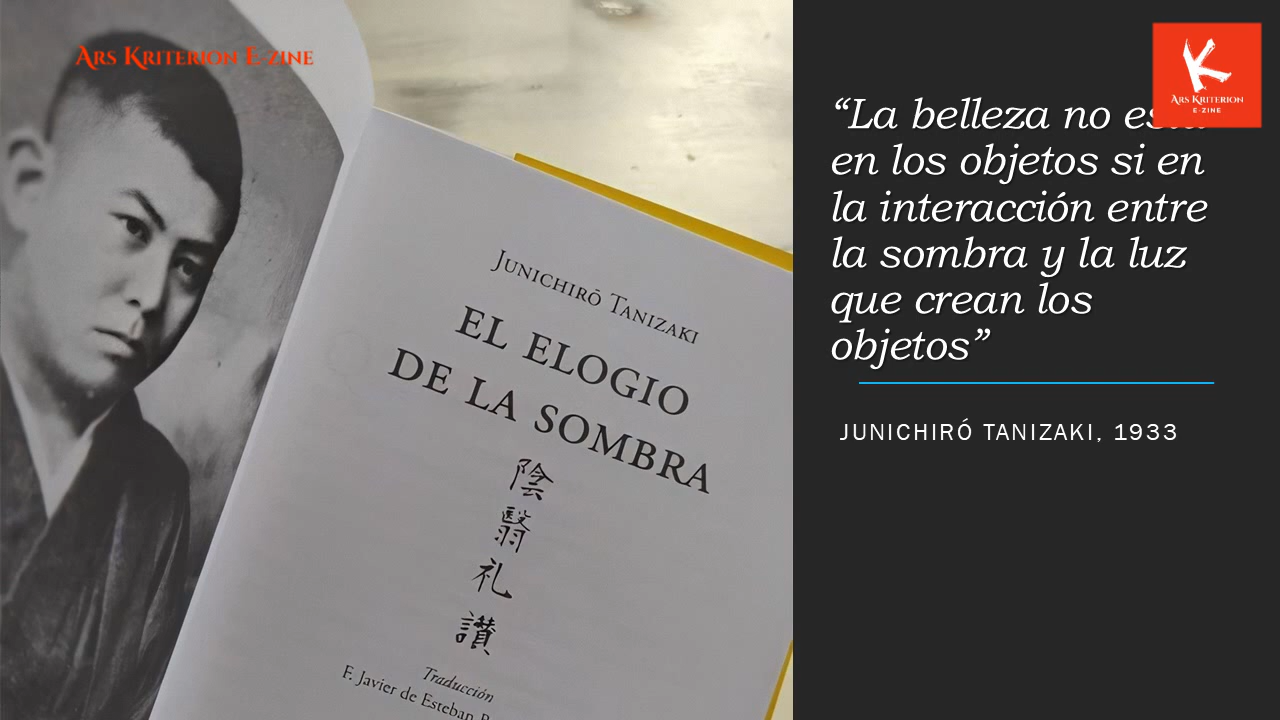 ARS KRITERION E-ZINE
JUNICHIRŌ TANIZAKI
EL ELOGIO
DE LA SOMBRA
陰
翳
礼
讃
Traducción
F. Javier de Esteban
“La belleza no
en los objetos si en
la interacción entre
la sombra y la luz
que crean los
objetos”
JUNICHIRÓ TANIZAKI, 1933
ARS KRITERION
E-ZINE